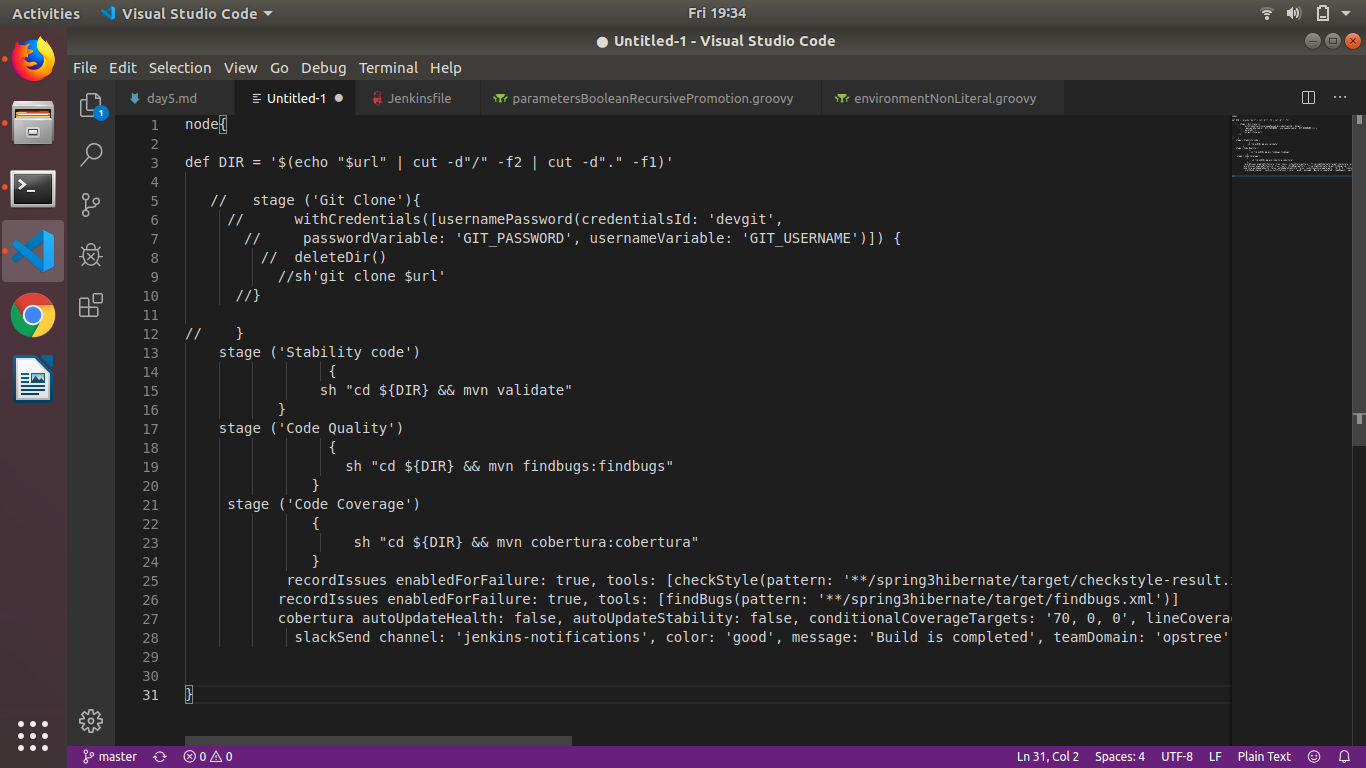 Activities Visual Studio Code Fri 19:34
● Untitled-1 - Visual Studio Code
File Edit Selection View Go Debug Terminal Help
day5.md Untitled-1 ● Jenkinsfile parametersBooleanRecursivePromotion.groovy environmentNonLiteral.groovy ···
1
1 node{
2
3 def DIR = '$(echo "$url" | cut -d"/" -f2 | cut -d"." -f1)'
4
5 // stage ('Git Clone'){
6 // withCredentials([usernamePassword(credentialsId: 'devgit',
7 // passwordVariable: 'GIT_PASSWORD', usernameVariable: 'GIT_USERNAME')]) {
8 // deleteDir()
9 //sh'git clone $url'
10 //}
11
12 // }
13 stage ('Stability code')
14 {
15 sh "cd ${DIR} && mvn validate"
16 }
17 stage ('Code Quality')
18 {
19 sh "cd ${DIR} && mvn findbugs:findbugs"
20 }
21 stage ('Code Coverage')
22 {
23 sh "cd ${DIR} && mvn cobertura:cobertura"
24 }
25 recordIssues enabledForFailure: true, tools: [checkStyle(pattern: '**/spring3hibernate/target/checkstyle-result.
26 recordIssues enabledForFailure: true, tools: [findBugs(pattern: '**/spring3hibernate/target/findbugs.xml')]
27 cobertura autoUpdateHealth: false, autoUpdateStability: false, conditionalCoverageTargets: '70, 0, 0', lineCovera
28 slackSend channel: 'jenkins-notifications', color: 'good', message: 'Build is completed', teamDomain: 'opstree'
29
30
31 }
master 0 0 Ln 31, Col 2 Spaces: 4 UTF-8 LF Plain Text